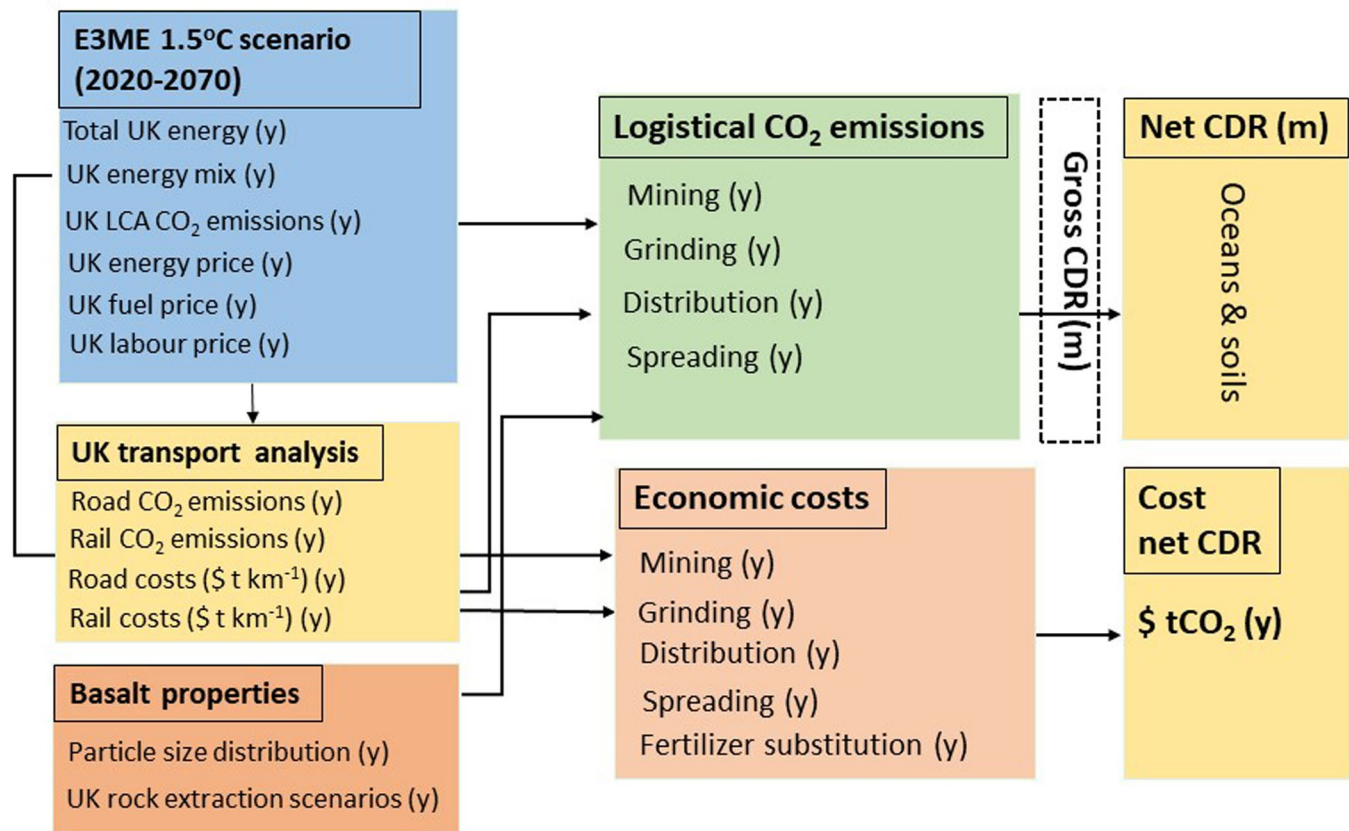 E3ME 1.5°C scenario
(2020-2070)
Total UK energy (y)
UK energy mix (y)
UK LCA CO₂ emissions (y)
UK energy price (y)
UK fuel price (y)
UK labour price (y)
UK transport analysis
Road CO₂ emissions (y)
Rail CO₂ emissions (y)
Road costs ($ t km⁻¹) (y)
Rail costs ($ t km⁻¹) (y)
Basalt properties
Particle size distribution (y)
UK rock extraction scenarios (y)
Logistical CO₂ emissions
Mining (y)
Grinding (y)
Distribution (y)
Spreading (y)
Economic costs
Mining (y)
Grinding (y)
Distribution (y)
Spreading (y)
Fertilizer substitution (y)
Gross CDR (m)
Net CDR (m)
Oceans & soils
Cost
net CDR
$ tCO₂ (y)